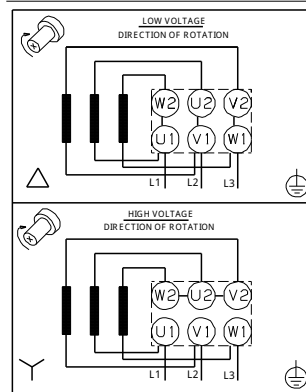 LOW VOLTAGE
DIRECTION OF ROTATION
W2 U2 V2
U1 V1 W1
L1 L2 L3
HIGH VOLTAGE
DIRECTION OF ROTATION
W2 U2 V2
U1 V1 W1
L1 L2 L3